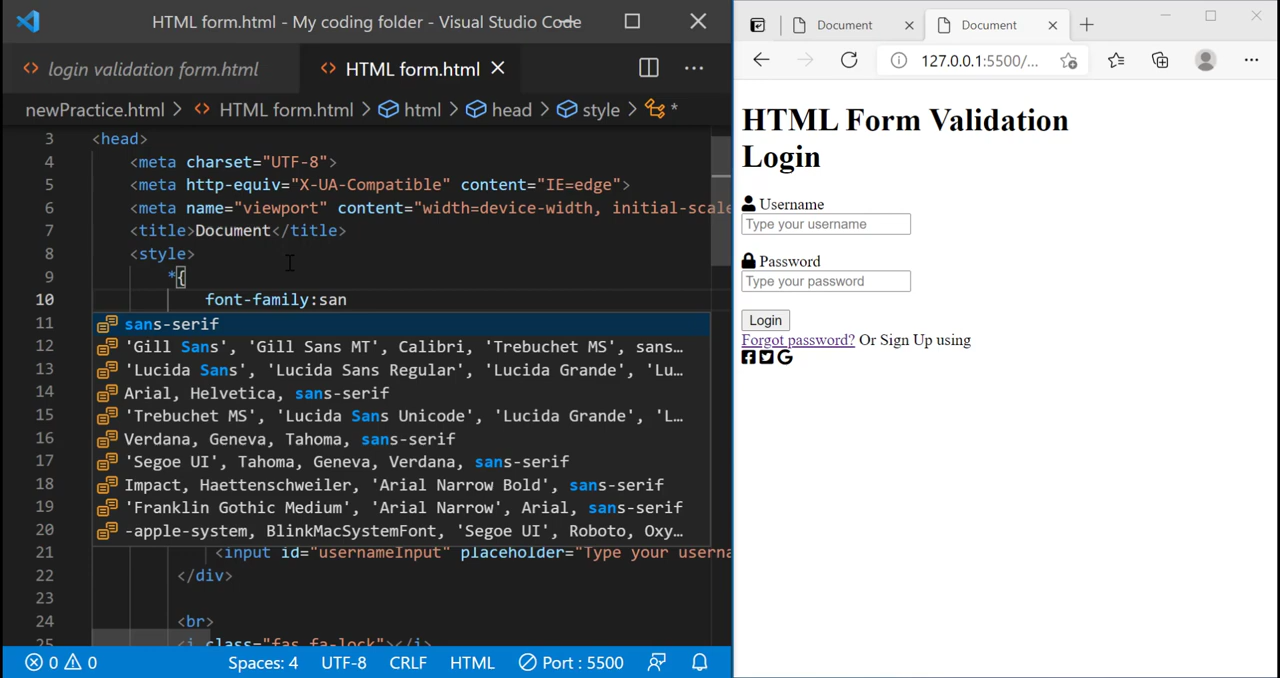 HTML form.html - My coding folder - Visual Studio Code
login validation form.html
HTML form.html
newPractice.html > HTML form.html > html > head > style > *
3 <head>
4 <meta charset="UTF-8">
5 <meta http-equiv="X-UA-Compatible" content="IE=edge">
6 <meta name="viewport" content="width=device-width, initial-scale
7 <title>Document</title>
8 <style>
9 *{
10 font-family:san
11 sans-serif
12 'Gill Sans', 'Gill Sans MT', Calibri, 'Trebuchet MS', sans…
13 'Lucida Sans', 'Lucida Sans Regular', 'Lucida Grande', 'Lu…
14 Arial, Helvetica, sans-serif
15 'Trebuchet MS', 'Lucida Sans Unicode', 'Lucida Grande', 'L…
16 Verdana, Geneva, Tahoma, sans-serif
17 'Segoe UI', Tahoma, Geneva, Verdana, sans-serif
18 Impact, Haettenschweiler, 'Arial Narrow Bold', sans-serif
19 'Franklin Gothic Medium', 'Arial Narrow', Arial, sans-serif
20 -apple-system, BlinkMacSystemFont, 'Segoe UI', Roboto, Oxy…
21 <input id="usernameInput" placeholder="Type your userna
22 </div>
23
24 <br>
25 <i class="fas fa-lock"></i>
0 0
Spaces: 4
UTF-8
CRLF
HTML
Port : 5500
Document
Document
127.0.0.1:5500/...
HTML Form Validation
Login
Username
Type your username
Password
Type your password
Login
Forgot password? Or Sign Up using